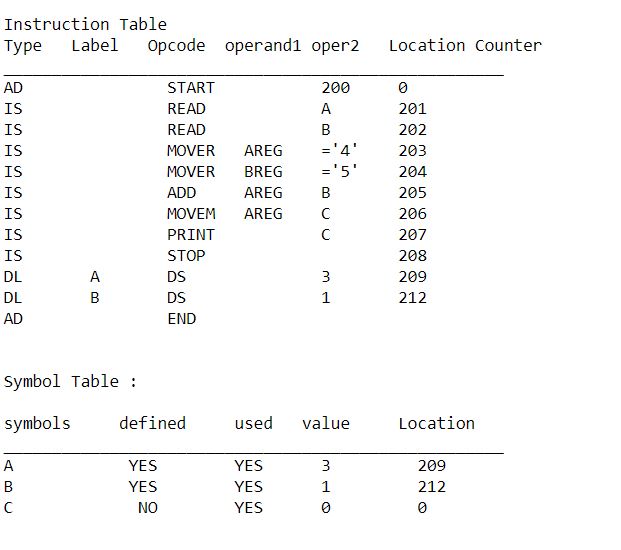 Instruction Table
Type Label Opcode operand1 oper2 Location Counter
AD START 200 0
IS READ A 201
IS READ B 202
IS MOVER AREG ='4' 203
IS MOVER BREG ='5' 204
IS ADD AREG B 205
IS MOVEM AREG C 206
IS PRINT C 207
IS STOP 208
DL A DS 3 209
DL B DS 1 212
AD END
Symbol Table :
symbols defined used value Location
A YES YES 3 209
B YES YES 1 212
C NO YES 0 0